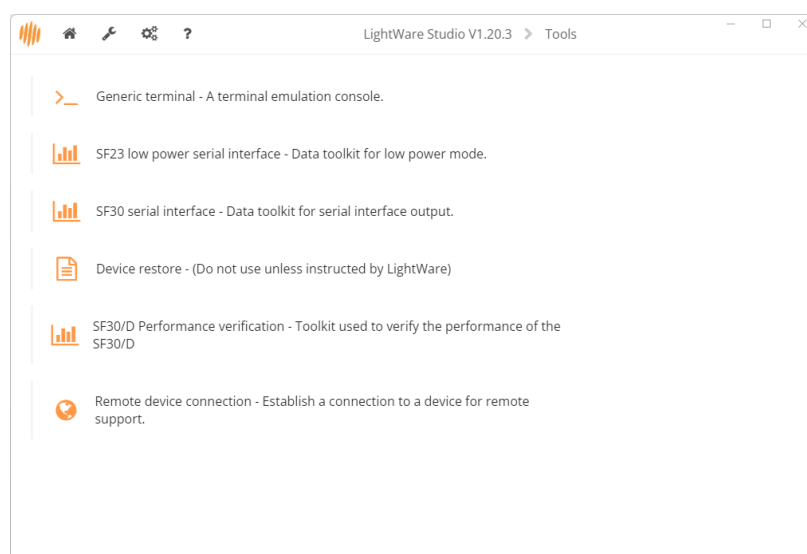 LightWare Studio V1.20.3 Tools
Generic terminal - A terminal emulation console.
SF23 low power serial interface - Data toolkit for low power mode.
SF30 serial interface - Data toolkit for serial interface output.
Device restore - (Do not use unless instructed by LightWare)
SF30/D Performance verification - Toolkit used to verify the performance of the
SF30/D
Remote device connection - Establish a connection to a device for remote
support.